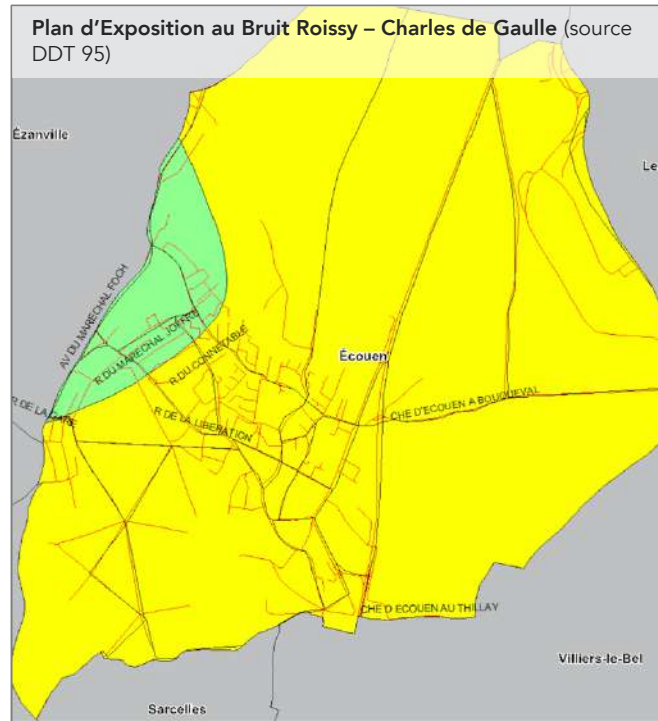 Plan d'Exposition au Bruit Roissy – Charles de Gaulle (source
DDT 95)
Ézanville
Le
AV DU MARECHAL FOCH
R DU MARECHAL JOFFRE
R DU CONNETABLE
Écouen
R DE LA GARE
R DE LA LIBERATION
CHE D'ECOUEN A BOUQUEVAL
CHE D ECOUEN AU THILLAY
Villiers-le-Bel
Sarcelles